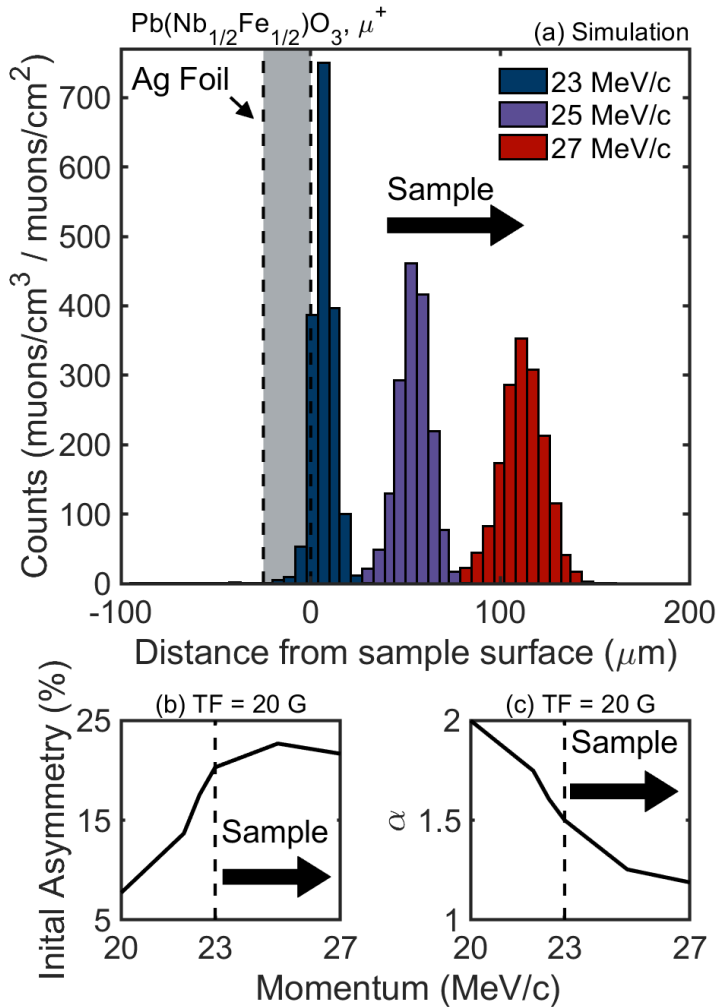 Pb(Nb1/2Fe1/2)O3, μ+ (a) Simulation
Ag Foil
23 MeV/c
25 MeV/c
27 MeV/c
Sample
Counts (muons/cm3 / muons/cm2)
700
600
500
400
300
200
100
0
-100 0 100 200
Distance from sample surface (μm)
(b) TF = 20 G
Inital Asymmetry (%)
25
15
5
Sample
20 23 27
(c) TF = 20 G
α
2
1.5
1
Sample
20 23 27
Momentum (MeV/c)